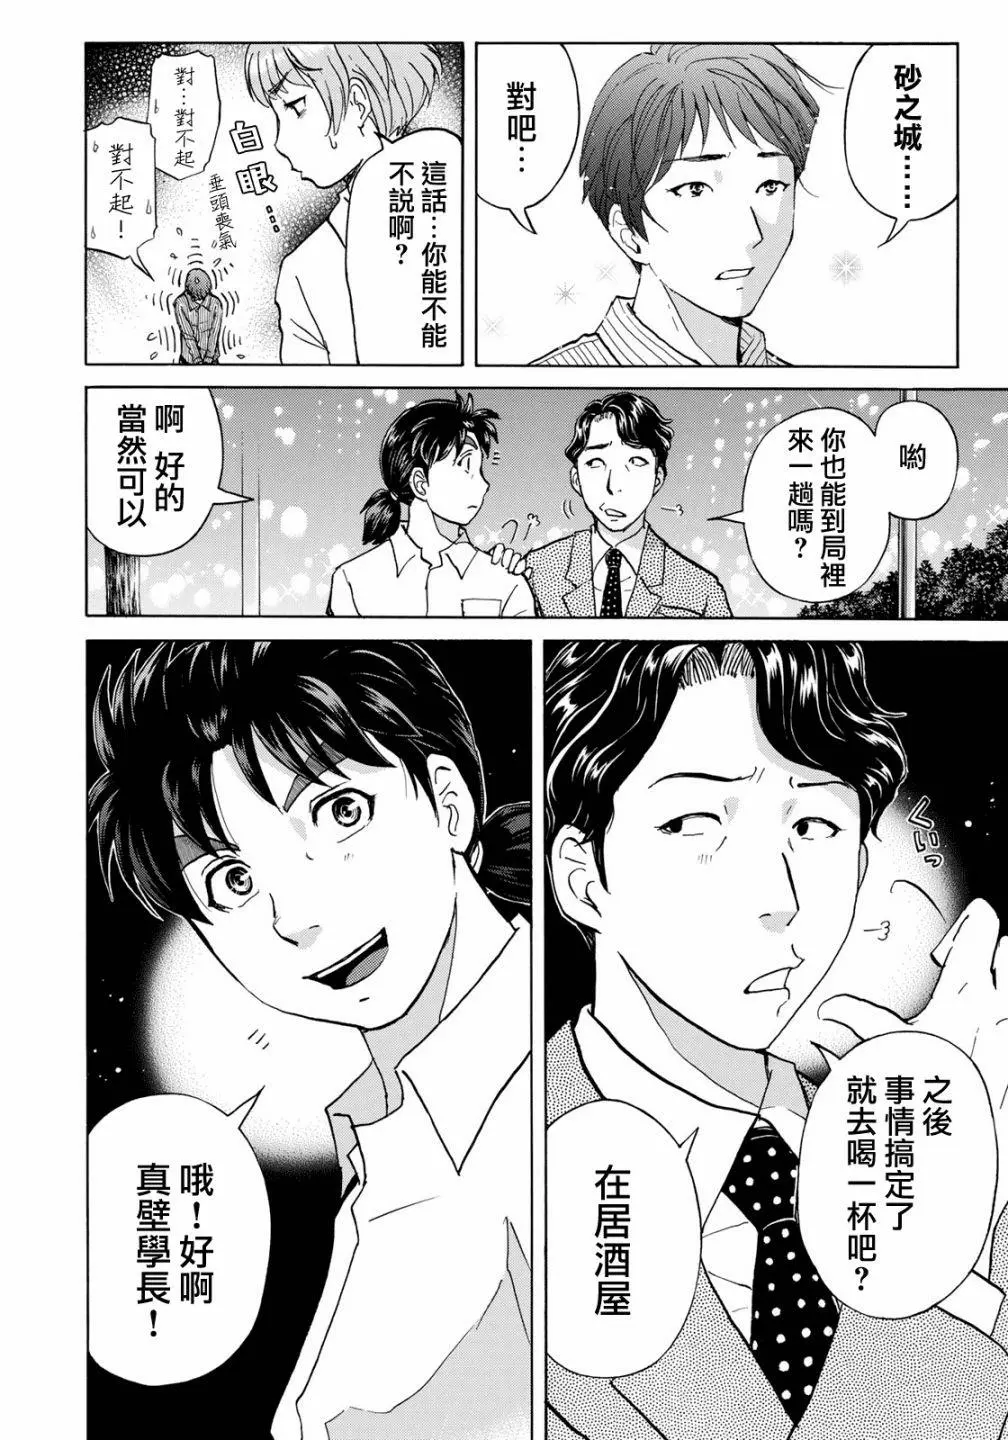 砂之城……
對吧…
這話…你能不能
不說啊？
白眼…
對…對不起
垂頭喪氣
對不起！
喲
你也能到局裡
來一趟嗎？
啊 好的
當然可以
くいっ
之後
事情搞定了
就去喝一杯吧？
在居酒屋
哦！好啊
真壁學長！